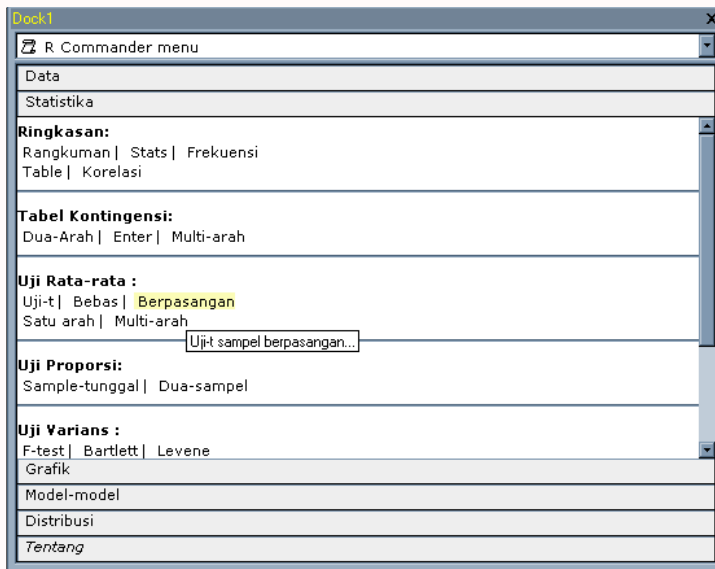 Dock1 x
R Commander menu
Data
Statistika
Ringkasan:
Rangkuman | Stats | Frekuensi
Table | Korelasi
Tabel Kontingensi:
Dua-Arah | Enter | Multi-arah
Uji Rata-rata :
Uji-t | Bebas | Berpasangan
Satu arah | Multi-arah
Uji-t sampel berpasangan...
Uji Proporsi:
Sample-tunggal | Dua-sampel
Uji Varians :
F-test | Bartlett | Levene
Grafik
Model-model
Distribusi
Tentang